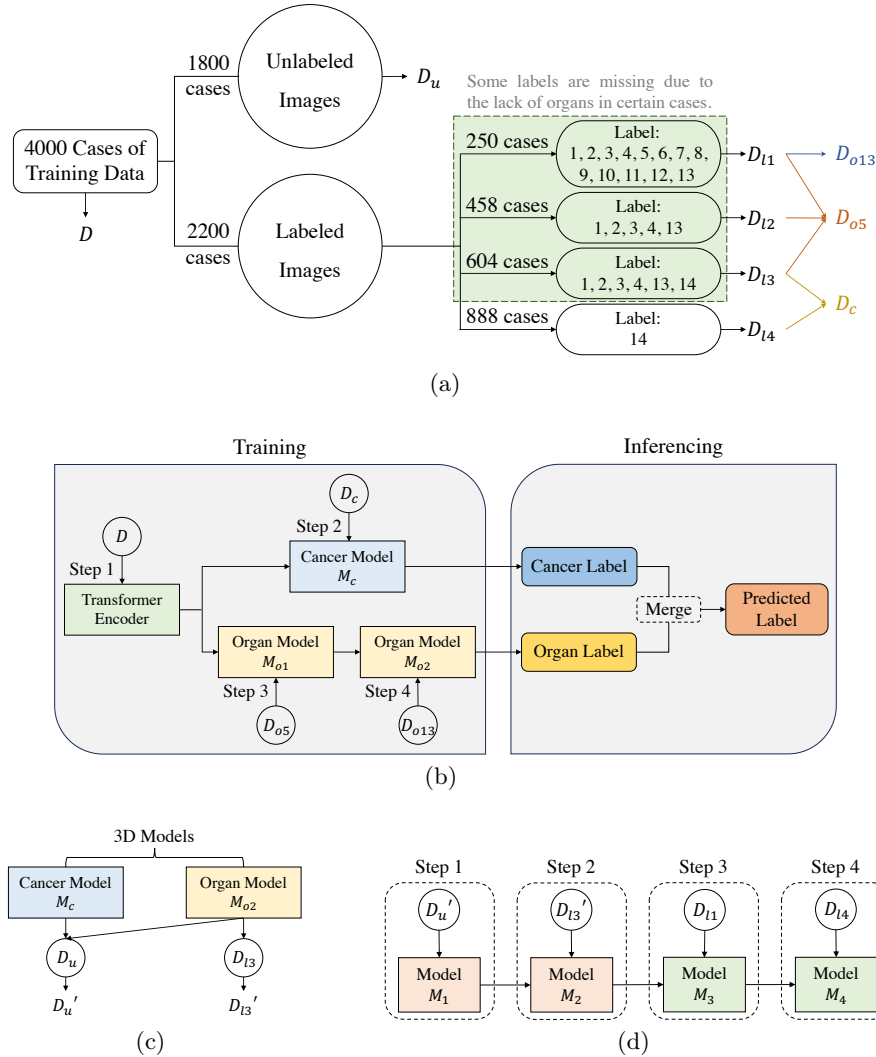 1800
cases
Unlabeled
Images
D_u
Some labels are missing due to
the lack of organs in certain cases.
4000 Cases of
Training Data
D
2200
cases
Labeled
Images
250 cases
Label:
1, 2, 3, 4, 5, 6, 7, 8,
9, 10, 11, 12, 13
D_l1
D_o13
458 cases
Label:
1, 2, 3, 4, 13
D_l2
D_o5
604 cases
Label:
1, 2, 3, 4, 13, 14
D_l3
D_c
888 cases
Label:
14
D_l4
(a)
Training
Inferencing
D
Step 1
Transformer
Encoder
D_c
Step 2
Cancer Model
M_c
Organ Model
M_o1
Organ Model
M_o2
Step 3
Step 4
D_o5
D_o13
Cancer Label
Merge
Organ Label
Predicted
Label
(b)
3D Models
Cancer Model
M_c
Organ Model
M_o2
D_u
D_l3
D_u'
D_l3'
(c)
Step 1
Step 2
Step 3
Step 4
D_u'
D_l3'
D_l1
D_l4
Model
M_1
Model
M_2
Model
M_3
Model
M_4
(d)